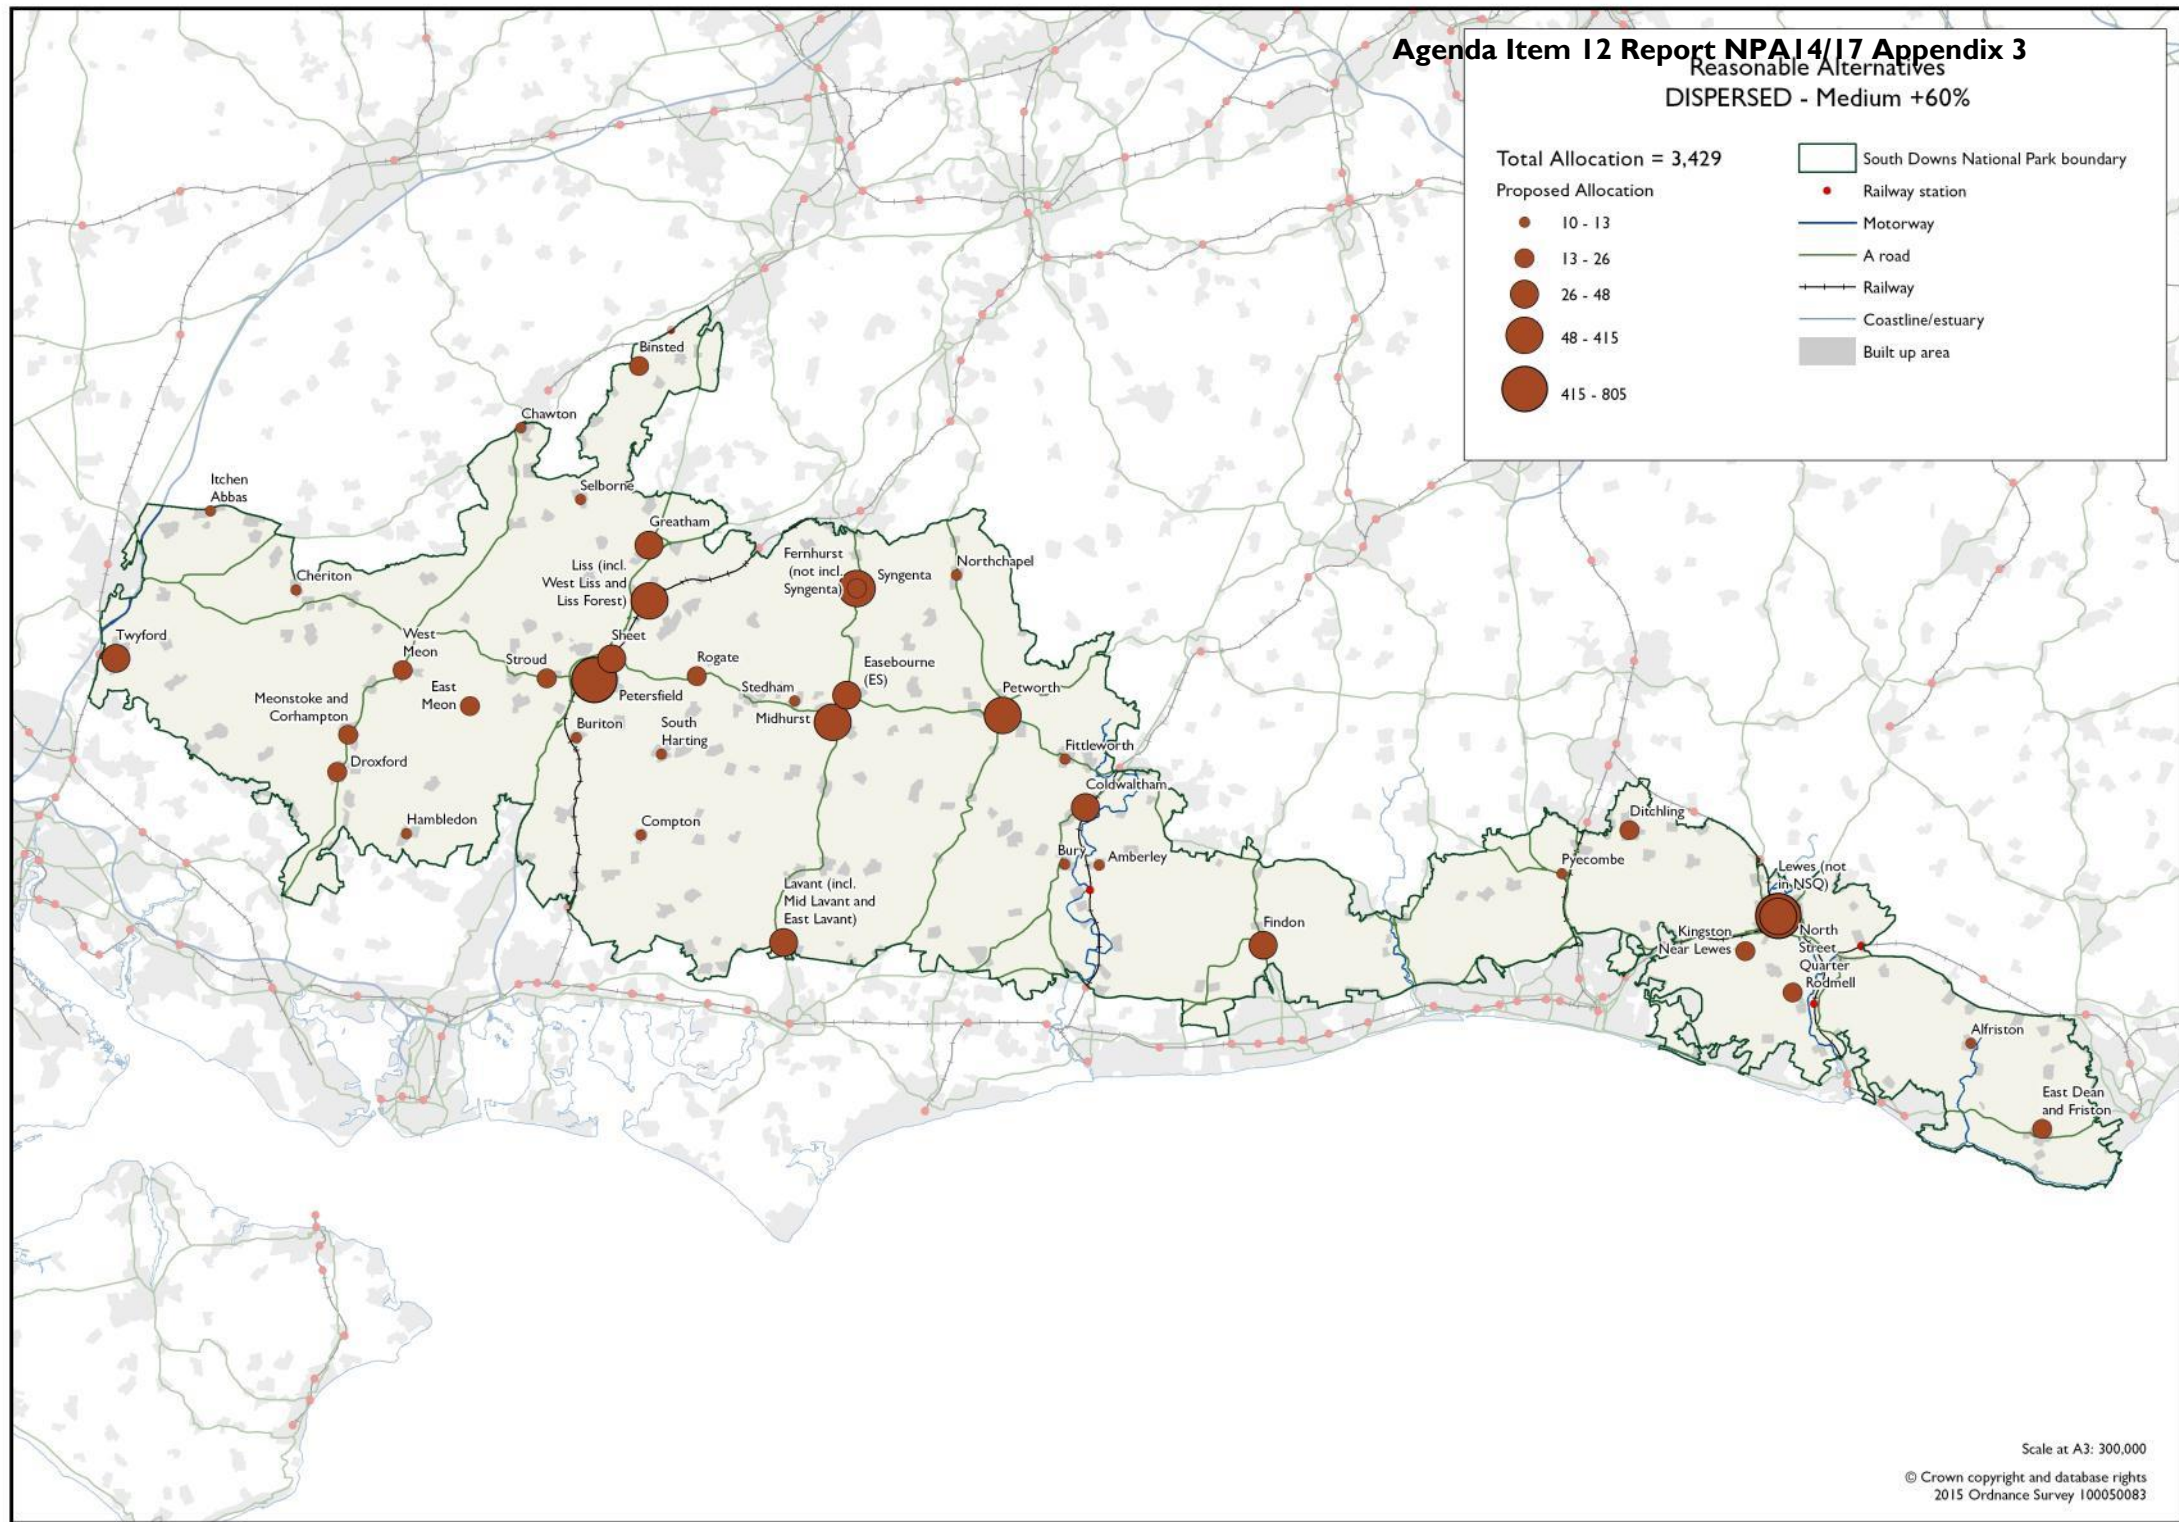 Agenda Item 12 Report NPA14/17 Appendix 3
Reasonable Alternatives
DISPERSED - Medium +60%
Total Allocation = 3,429
Proposed Allocation
10 - 13
13 - 26
26 - 48
48 - 415
415 - 805
South Downs National Park boundary
Railway station
Motorway
A road
Railway
Coastline/estuary
Built up area
Binsted
Chawton
Itchen
Abbas
Selborne
Greatham
Cheriton
Liss (incl.
West Liss and
Liss Forest)
Fernhurst
(not incl.
Syngenta)
Syngenta
Northchapel
Twyford
West
Meon
Stroud
Sheet
Petersfield
Rogate
Easebourne
(ES)
Stedham
Midhurst
Petworth
East
Meon
Meonstoke and
Corhampton
Droxford
Buriton
South
Harting
Fittleworth
Coldwaltham
Hambledon
Compton
Bury
Amberley
Lavant (incl.
Mid Lavant and
East Lavant)
Findon
Ditchling
Pyecombe
Lewes (not
in NSQ)
Kingston
Near Lewes
North
Street
Quarter
Rodmell
Alfriston
East Dean
and Friston
Scale at A3: 300,000
© Crown copyright and database rights
2015 Ordnance Survey 100050083